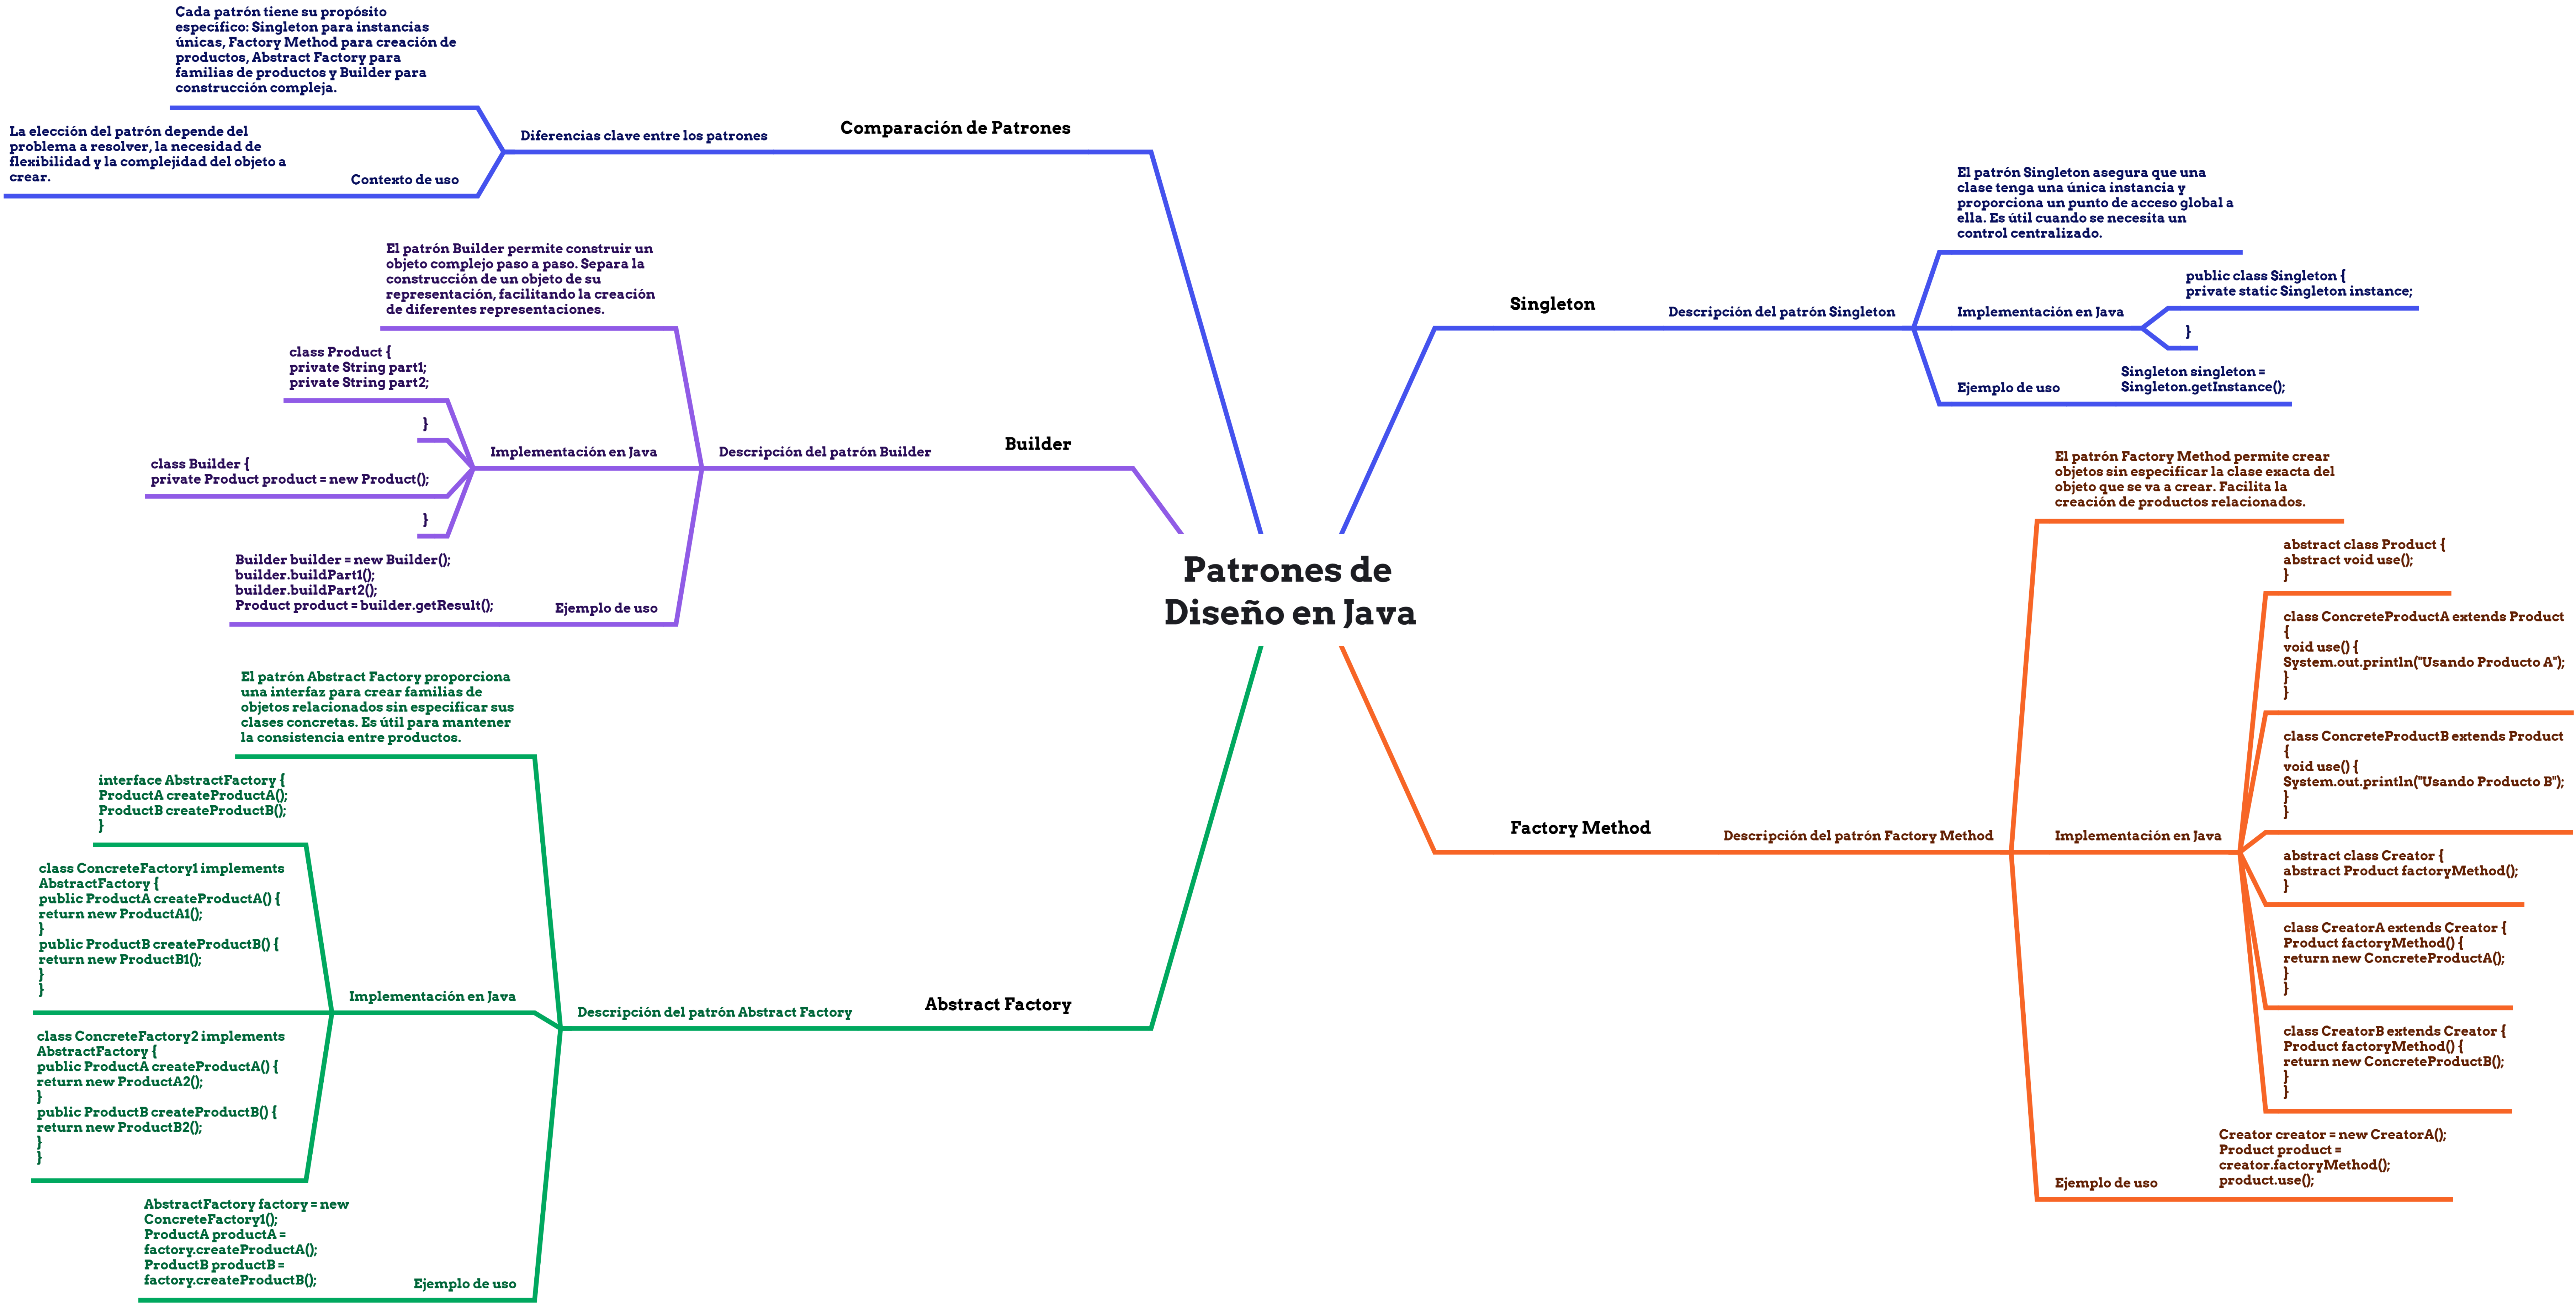 Patrones de
Diseño en Java
Singleton
Descripción del patrón Singleton
El patrón Singleton asegura que una
clase tenga una única instancia y
proporciona un punto de acceso global a
ella. Es útil cuando se necesita un
control centralizado.
Implementación en Java
public class Singleton {
private static Singleton instance;
}
Ejemplo de uso
Singleton singleton =
Singleton.getInstance();
Factory Method
Descripción del patrón Factory Method
El patrón Factory Method permite crear
objetos sin especificar la clase exacta del
objeto que se va a crear. Facilita la
creación de productos relacionados.
Implementación en Java
abstract class Product {
abstract void use();
}
class ConcreteProductA extends Product
{
void use() {
System.out.println("Usando Producto A");
}
}
class ConcreteProductB extends Product
{
void use() {
System.out.println("Usando Producto B");
}
}
abstract class Creator {
abstract Product factoryMethod();
}
class CreatorA extends Creator {
Product factoryMethod() {
return new ConcreteProductA();
}
}
class CreatorB extends Creator {
Product factoryMethod() {
return new ConcreteProductB();
}
}
Ejemplo de uso
Creator creator = new CreatorA();
Product product =
creator.factoryMethod();
product.use();
Comparación de Patrones
Diferencias clave entre los patrones
Cada patrón tiene su propósito
específico: Singleton para instancias
únicas, Factory Method para creación de
productos, Abstract Factory para
familias de productos y Builder para
construcción compleja.
Contexto de uso
La elección del patrón depende del
problema a resolver, la necesidad de
flexibilidad y la complejidad del objeto a
crear.
Builder
Descripción del patrón Builder
El patrón Builder permite construir un
objeto complejo paso a paso. Separa la
construcción de un objeto de su
representación, facilitando la creación
de diferentes representaciones.
Implementación en Java
class Product {
private String part1;
private String part2;
}
class Builder {
private Product product = new Product();
}
Ejemplo de uso
Builder builder = new Builder();
builder.buildPart1();
builder.buildPart2();
Product product = builder.getResult();
Abstract Factory
Descripción del patrón Abstract Factory
El patrón Abstract Factory proporciona
una interfaz para crear familias de
objetos relacionados sin especificar sus
clases concretas. Es útil para mantener
la consistencia entre productos.
Implementación en Java
interface AbstractFactory {
ProductA createProductA();
ProductB createProductB();
}
class ConcreteFactory1 implements
AbstractFactory {
public ProductA createProductA() {
return new ProductA1();
}
public ProductB createProductB() {
return new ProductB1();
}
}
class ConcreteFactory2 implements
AbstractFactory {
public ProductA createProductA() {
return new ProductA2();
}
public ProductB createProductB() {
return new ProductB2();
}
}
Ejemplo de uso
AbstractFactory factory = new
ConcreteFactory1();
ProductA productA =
factory.createProductA();
ProductB productB =
factory.createProductB();